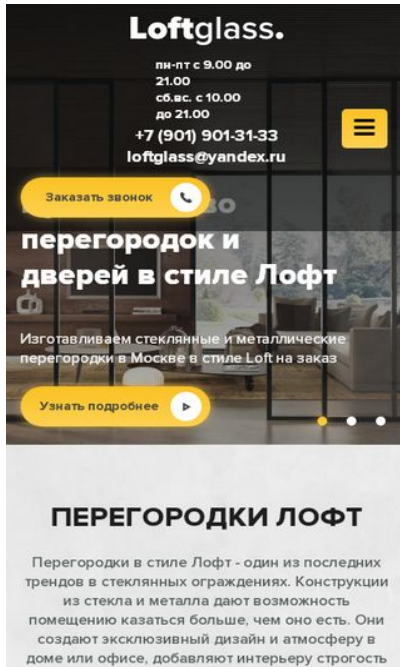 Loftglass.
пн-пт с 9.00 до
21.00
сб.вс. с 10.00
до 21.00
+7 (901) 901-31-33
loftglass@yandex.ru
Заказать звонок
перегородок и
дверей в стиле Лофт
Изготавливаем стеклянные и металлические
перегородки в Москве в стиле Loft на заказ
Узнать подробнее
ПЕРЕГОРОДКИ ЛОФТ
Перегородки в стиле Лофт - один из последних
трендов в стеклянных ограждениях. Конструкции
из стекла и металла дают возможность
помещению казаться больше, чем оно есть. Они
создают эксклюзивный дизайн и атмосферу в
доме или офисе, добавляют интерьеру строгость